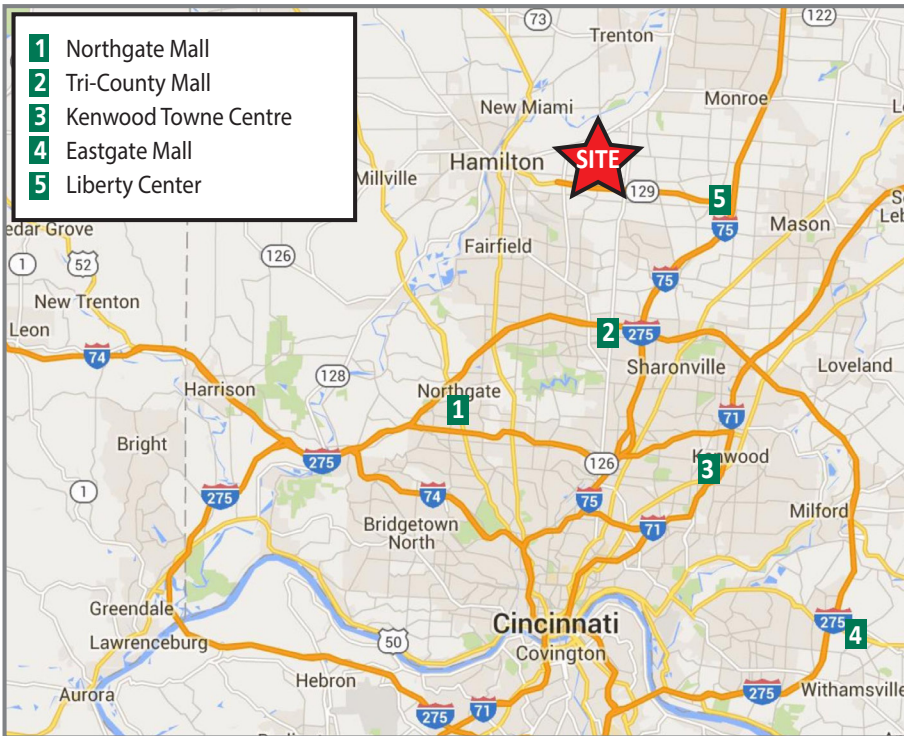 1 Northgate Mall
2 Tri-County Mall
3 Kenwood Towne Centre
4 Eastgate Mall
5 Liberty Center
73
122
Trenton
Monroe
New Miami
SITE
Hamilton
Millville
129
5
75
Mason
edar Grove
1
52
126
Fairfield
75
New Trenton
Leon
74
2
275
Sharonville
Loveland
Harrison
128
Northgate
1
71
Bright
275
126
Kenwood
3
1
275
74
75
71
Milford
Bridgetown
North
Greendale
Lawrenceburg
50
Cincinnati
Covington
275
4
Hebron
Aurora
275
71
275
Withamsville